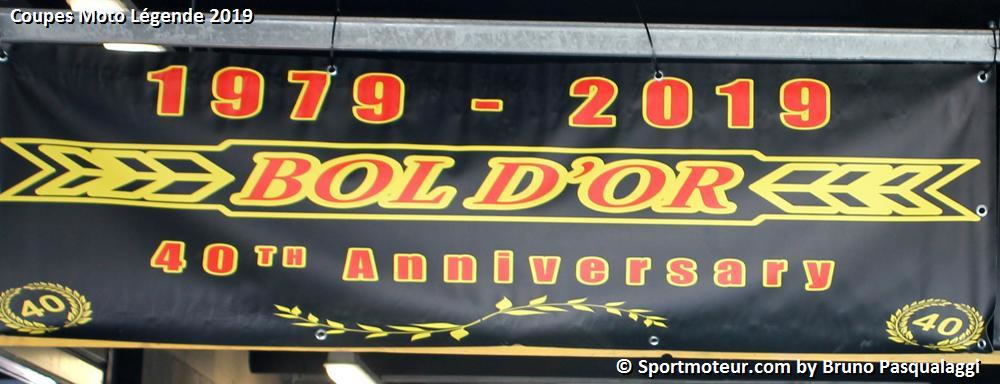 Coupes Moto Légende 2019
1979 - 2019
BOL D'OR
40TH Anniversary
40
40
© Sportmoteur.com by Bruno Pasqualaggi